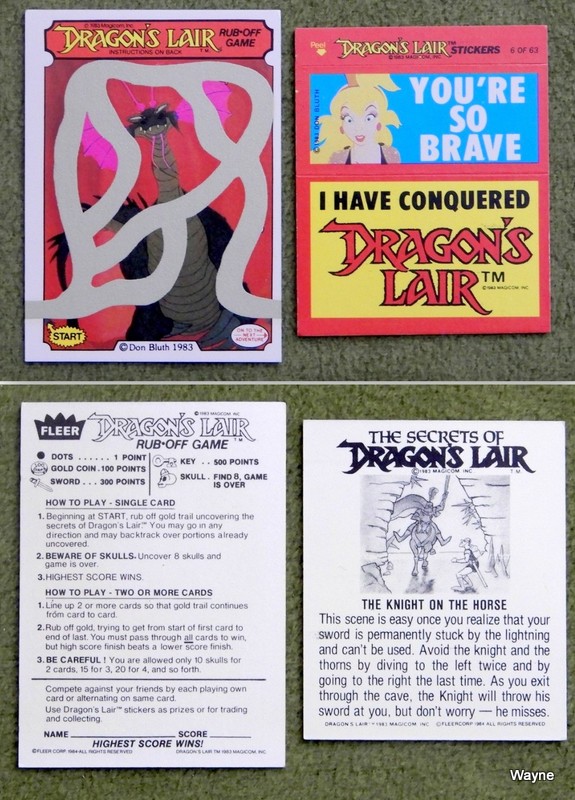 ©1983 Magicom, Inc.
DRAGON'S LAIR T.M.
RUB•OFF
GAME
INSTRUCTIONS ON BACK
START
©Don Bluth 1983
ON TO THE
NEXT
ADVENTURE
Peel
DRAGON'S LAIR™ STICKERS 6 OF 63
©1983 MAGICOM, INC.
©1983 DON BLUTH
YOU'RE
SO
BRAVE
I HAVE CONQUERED
DRAGON'S
LAIR™
©1983 MAGICOM, INC.
©1983 MAGICOM, INC
FLEER DRAGON'S LAIR™
RUB•OFF GAME
DOTS ...... 1 POINT
GOLD COIN . 100 POINTS
SWORD ... 300 POINTS
KEY .. 500 POINTS
SKULL . FIND 8, GAME
IS OVER
HOW TO PLAY - SINGLE CARD
1. Beginning at START, rub off gold trail uncovering the
secrets of Dragon's Lair.™ You may go in any
direction and may backtrack over portions already
uncovered.
2. BEWARE OF SKULLS. Uncover 8 skulls and
game is over.
3. HIGHEST SCORE WINS.
HOW TO PLAY - TWO OR MORE CARDS
1. Line up 2 or more cards so that gold trail continues
from card to card.
2. Rub off gold, trying to get from start of first card to
end of last. You must pass through all cards to win,
but high score finish beats a lower score finish.
3. BE CAREFUL ! You are allowed only 10 skulls for
2 cards, 15 for 3, 20 for 4, and so forth.
Compete against your friends by each playing own
card or alternating on same card.
Use Dragon's Lair™ stickers as prizes or for trading
and collecting.
NAME SCORE
HIGHEST SCORE WINS!
©FLEER CORP. 1984 ALL RIGHTS RESERVED DRAGON'S LAIR TM 1983 MAGICOM, INC.
THE SECRETS OF
DRAGON'S LAIR
©1983 MAGICOM INC T.M.
THE KNIGHT ON THE HORSE
This scene is easy once you realize that your
sword is permanently stuck by the lightning
and can't be used. Avoid the knight and the
thorns by diving to the left twice and by
going to the right the last time. As you exit
through the cave, the Knight will throw his
sword at you, but don't worry — he misses.
DRAGON'S LAIR™ 1983 MAGICOM, INC. ©FLEER CORP. 1984 ALL RIGHTS RESERVED
Wayne